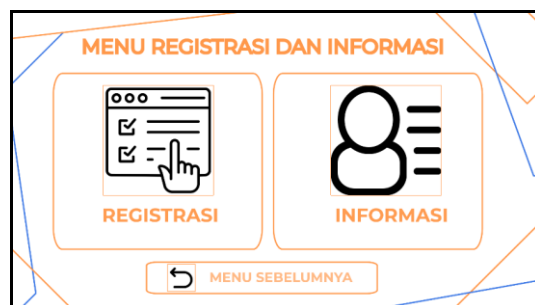 MENU REGISTRASI DAN INFORMASI
REGISTRASI
INFORMASI
MENU SEBELUMNYA